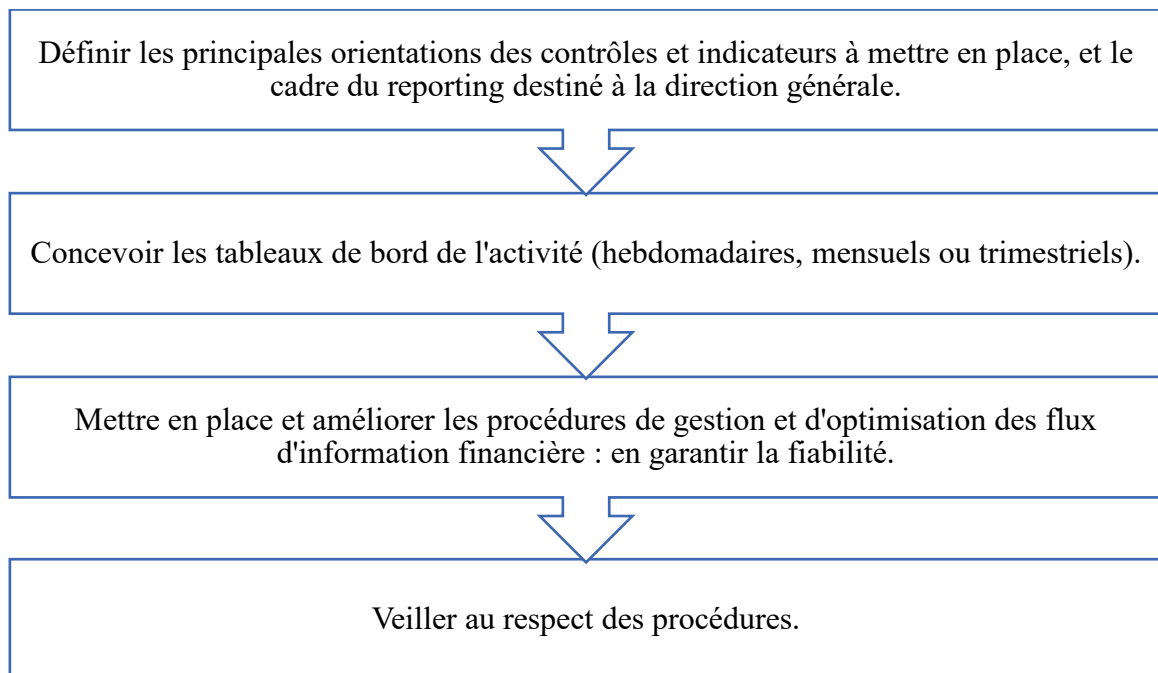 Définir les principales orientations des contrôles et indicateurs à mettre en place, et le
cadre du reporting destiné à la direction générale.
Concevoir les tableaux de bord de l'activité (hebdomadaires, mensuels ou trimestriels).
Mettre en place et améliorer les procédures de gestion et d'optimisation des flux
d'information financière : en garantir la fiabilité.
Veiller au respect des procédures.